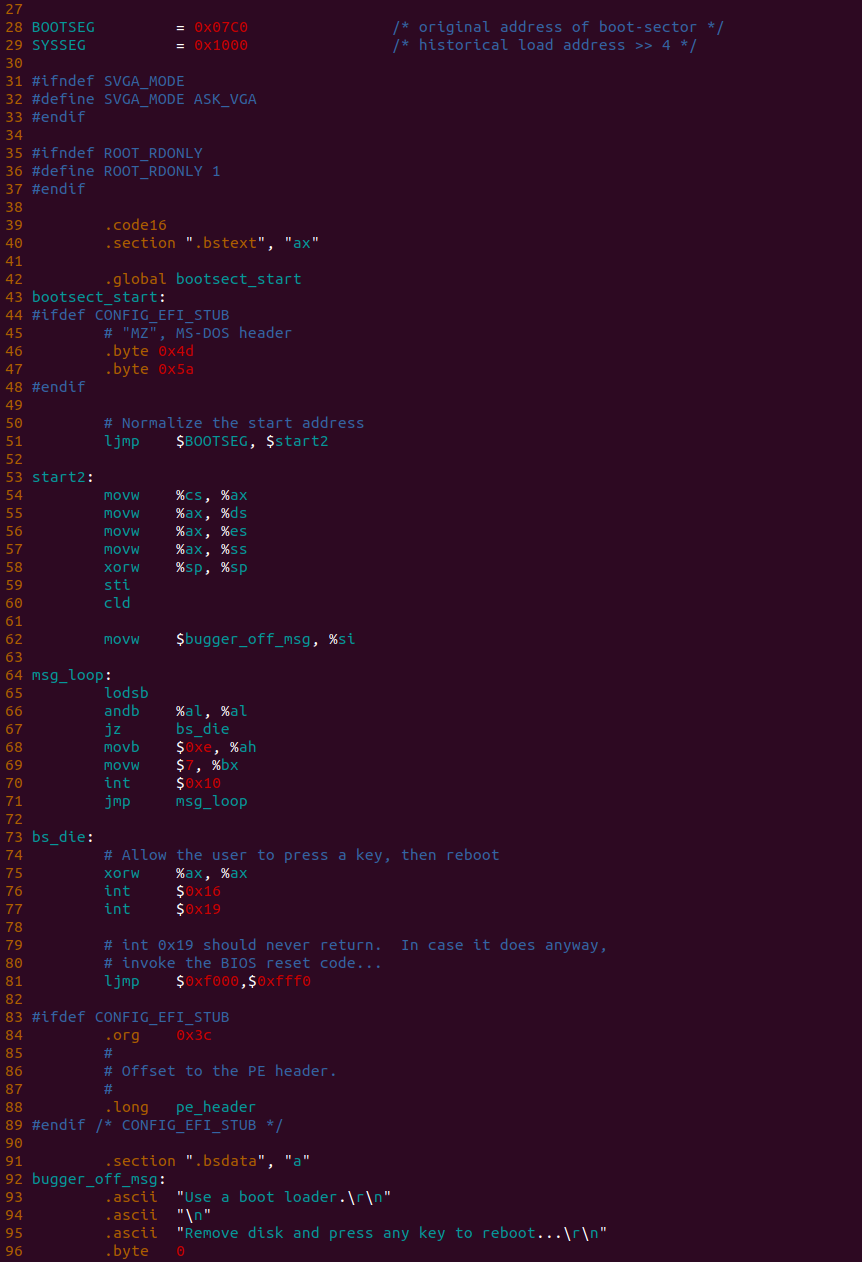 27
28 BOOTSEG         = 0x07C0                /* original address of boot-sector */
29 SYSSEG          = 0x1000                /* historical load address >> 4 */
30
31 #ifndef SVGA_MODE
32 #define SVGA_MODE ASK_VGA
33 #endif
34
35 #ifndef ROOT_RDONLY
36 #define ROOT_RDONLY 1
37 #endif
38
39         .code16
40         .section ".bstext", "ax"
41
42         .global bootsect_start
43 bootsect_start:
44 #ifdef CONFIG_EFI_STUB
45         # "MZ", MS-DOS header
46         .byte 0x4d
47         .byte 0x5a
48 #endif
49
50         # Normalize the start address
51         ljmp    $BOOTSEG, $start2
52
53 start2:
54         movw    %cs, %ax
55         movw    %ax, %ds
56         movw    %ax, %es
57         movw    %ax, %ss
58         xorw    %sp, %sp
59         sti
60         cld
61
62         movw    $bugger_off_msg, %si
63
64 msg_loop:
65         lodsb
66         andb    %al, %al
67         jz      bs_die
68         movb    $0xe, %ah
69         movw    $7, %bx
70         int     $0x10
71         jmp     msg_loop
72
73 bs_die:
74         # Allow the user to press a key, then reboot
75         xorw    %ax, %ax
76         int     $0x16
77         int     $0x19
78
79         # int 0x19 should never return.  In case it does anyway,
80         # invoke the BIOS reset code...
81         ljmp    $0xf000,$0xfff0
82
83 #ifdef CONFIG_EFI_STUB
84         .org    0x3c
85         #
86         # Offset to the PE header.
87         #
88         .long   pe_header
89 #endif /* CONFIG_EFI_STUB */
90
91         .section ".bsdata", "a"
92 bugger_off_msg:
93         .ascii  "Use a boot loader.\r\n"
94         .ascii  "\n"
95         .ascii  "Remove disk and press any key to reboot...\r\n"
96         .byte   0